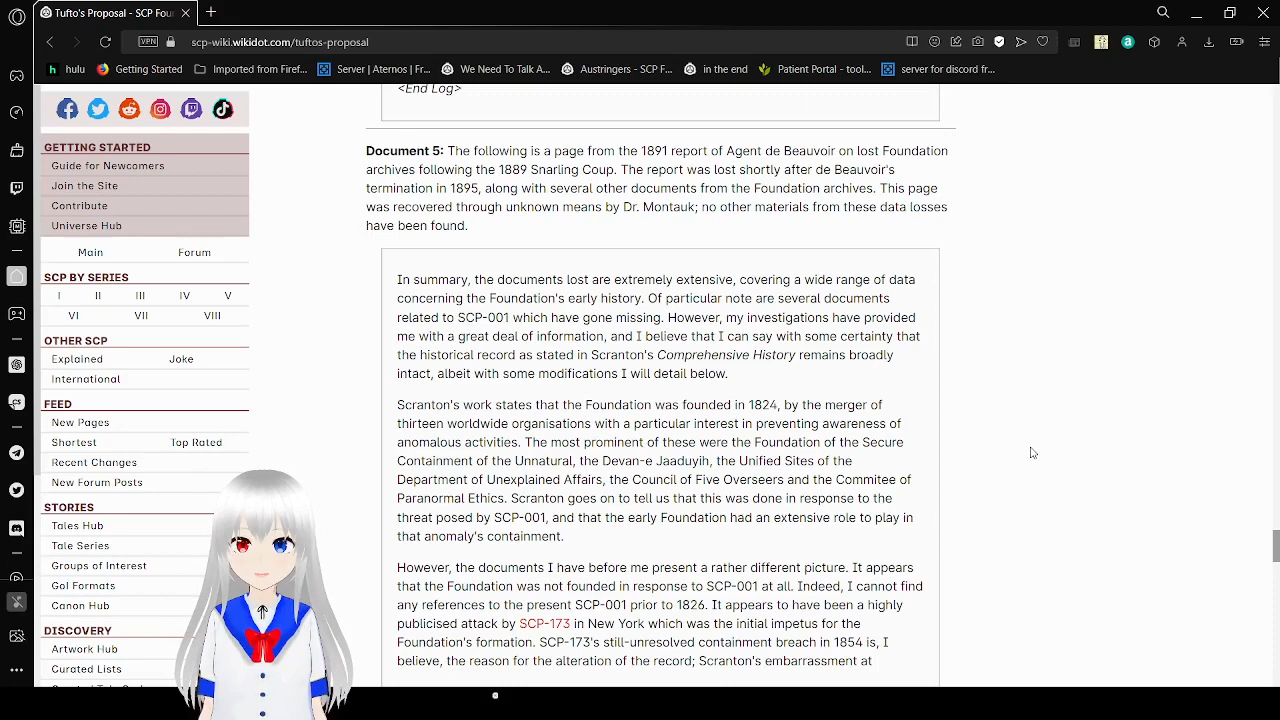 Tufto's Proposal - SCP Fou
VPN
scp-wiki.wikidot.com/tuftos-proposal
hulu
Getting Started
Imported from Firef...
Server | Aternos | Fr...
We Need To Talk A...
Austringers - SCP F...
in the end
Patient Portal - tool...
server for discord fr...
GETTING STARTED
Guide for Newcomers
Join the Site
Contribute
Universe Hub
Main Forum
SCP BY SERIES
I II III IV V
VI VII VIII
OTHER SCP
Explained Joke
International
FEED
New Pages
Shortest Top Rated
Recent Changes
New Forum Posts
STORIES
Tales Hub
Tale Series
Groups of Interest
GoI Formats
Canon Hub
DISCOVERY
Artwork Hub
Curated Lists
<End Log>
Document 5: The following is a page from the 1891 report of Agent de Beauvoir on lost Foundation
archives following the 1889 Snarling Coup. The report was lost shortly after de Beauvoir's
termination in 1895, along with several other documents from the Foundation archives. This page
was recovered through unknown means by Dr. Montauk; no other materials from these data losses
have been found.
In summary, the documents lost are extremely extensive, covering a wide range of data
concerning the Foundation's early history. Of particular note are several documents
related to SCP-001 which have gone missing. However, my investigations have provided
me with a great deal of information, and I believe that I can say with some certainty that
the historical record as stated in Scranton's Comprehensive History remains broadly
intact, albeit with some modifications I will detail below.
Scranton's work states that the Foundation was founded in 1824, by the merger of
thirteen worldwide organisations with a particular interest in preventing awareness of
anomalous activities. The most prominent of these were the Foundation of the Secure
Containment of the Unnatural, the Devan-e Jaaduyih, the Unified Sites of the
Department of Unexplained Affairs, the Council of Five Overseers and the Commitee of
Paranormal Ethics. Scranton goes on to tell us that this was done in response to the
threat posed by SCP-001, and that the early Foundation had an extensive role to play in
that anomaly's containment.
However, the documents I have before me present a rather different picture. It appears
that the Foundation was not founded in response to SCP-001 at all. Indeed, I cannot find
any references to the present SCP-001 prior to 1826. It appears to have been a highly
publicised attack by SCP-173 in New York which was the initial impetus for the
Foundation's formation. SCP-173's still-unresolved containment breach in 1854 is, I
believe, the reason for the alteration of the record; Scranton's embarrassment at